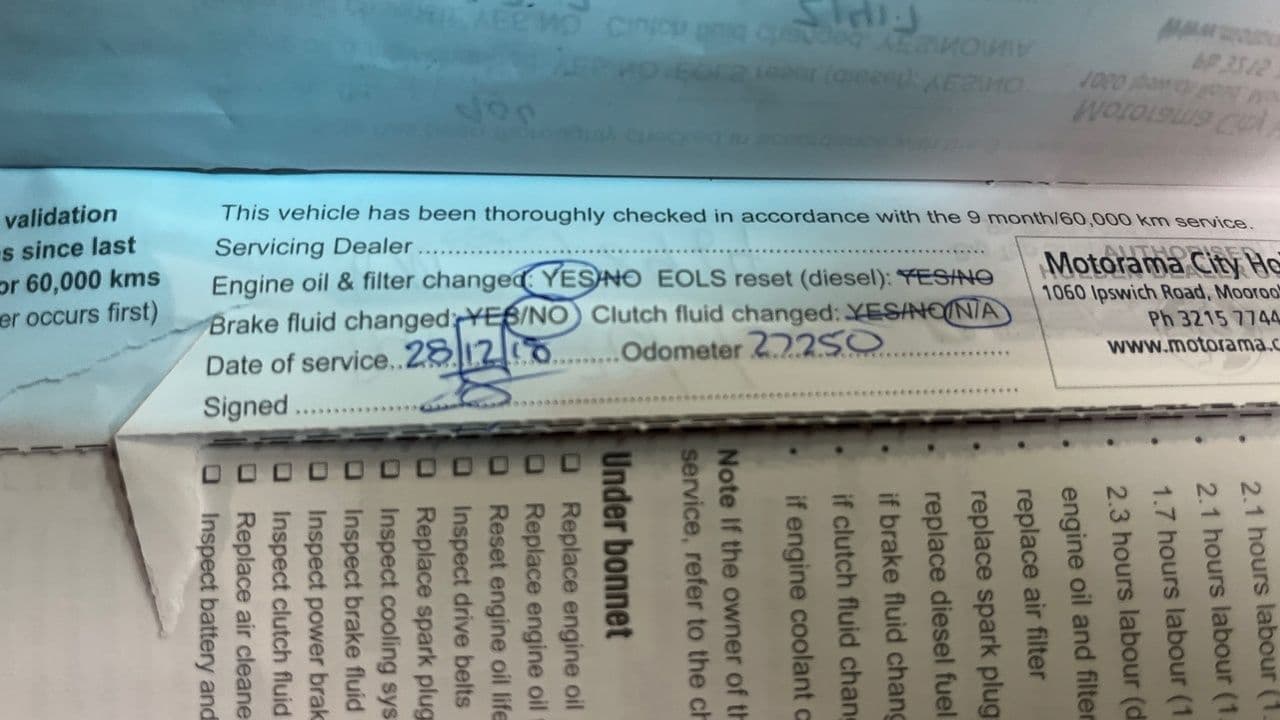 validation
s since last
or 60,000 kms
er occurs first)
This vehicle has been thoroughly checked in accordance with the 9 month/60,000 km service.
Servicing Dealer
Engine oil & filter changed: YES/NO EOLS reset (diesel): YES/NO
Brake fluid changed: YES/NO Clutch fluid changed: YES/NO/N/A
Date of service.. 28/12/18 Odometer 27250
Signed
AUTHORISED
Motorama City Ho
1060 Ipswich Road, Mooroo
Ph 3215 7744
www.motorama.c
2.1 hours labour (1
2.1 hours labour (1
1.7 hours labour (1
2.3 hours labour (d
engine oil and filter
replace air filter
replace spark plug
replace diesel fuel
if brake fluid chang
if clutch fluid chan
if engine coolant c
Note If the owner of th
service, refer to the ch
Under bonnet
Replace engine oil
Replace engine oil
Reset engine oil life
Inspect drive belts
Replace spark plug
Inspect cooling sys
Inspect brake fluid
Inspect power brak
Inspect clutch fluid
Replace air cleane
Inspect battery and